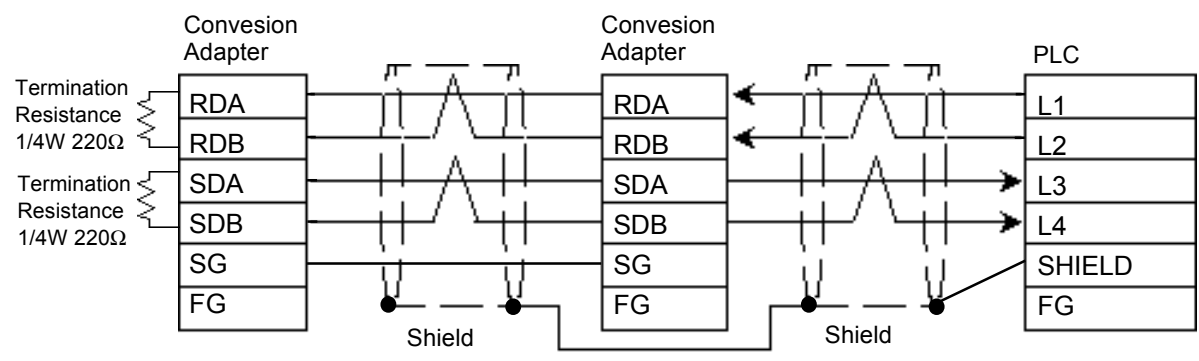 Convesion
Adapter
Convesion
Adapter
PLC
Termination
Resistance
1/4W 220Ω
Termination
Resistance
1/4W 220Ω
RDA
RDB
SDA
SDB
SG
FG
RDA
RDB
SDA
SDB
SG
FG
L1
L2
L3
L4
SHIELD
FG
Shield
Shield